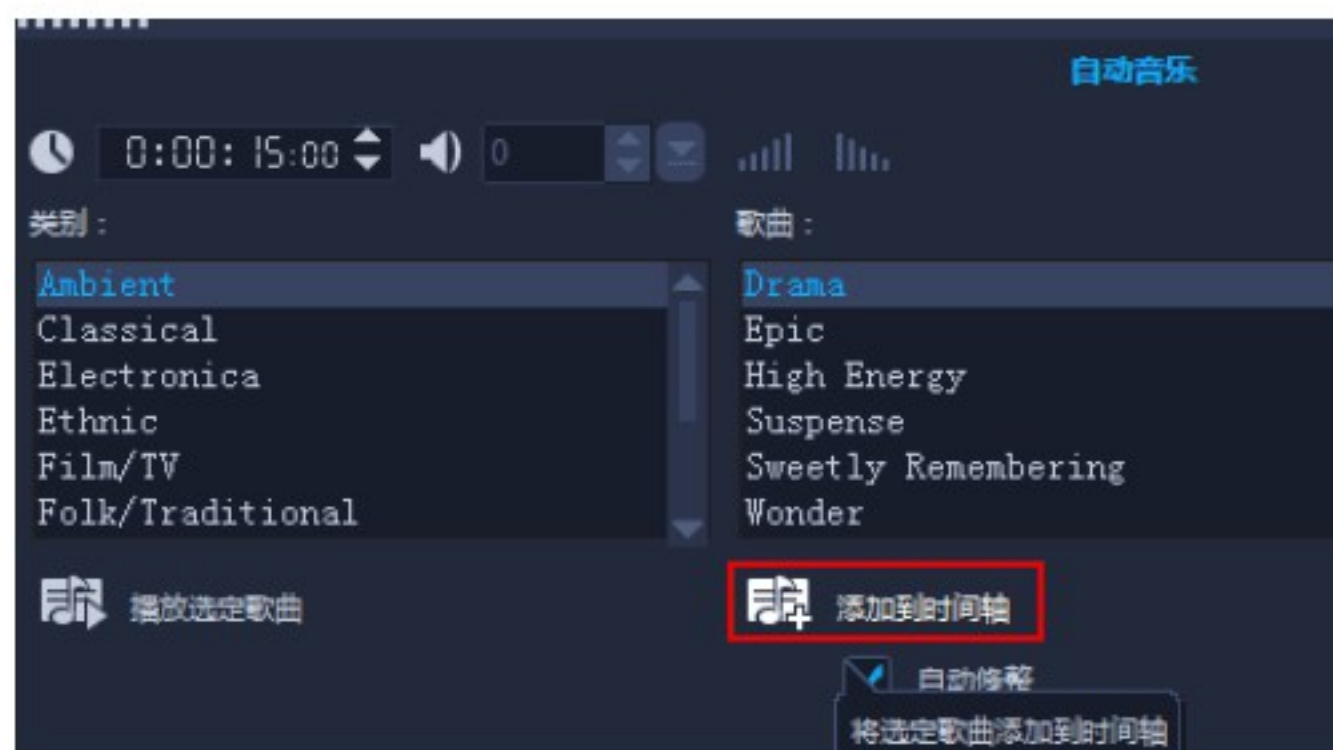 自动音乐
0:00:15:00 0
类别： 歌曲：
Ambient Drama
Classical Epic
Electronica High Energy
Ethnic Suspense
Film/TV Sweetly Remembering
Folk/Traditional Wonder
播放选定歌曲 添加到时间轴
自动修整
将选定歌曲添加到时间轴